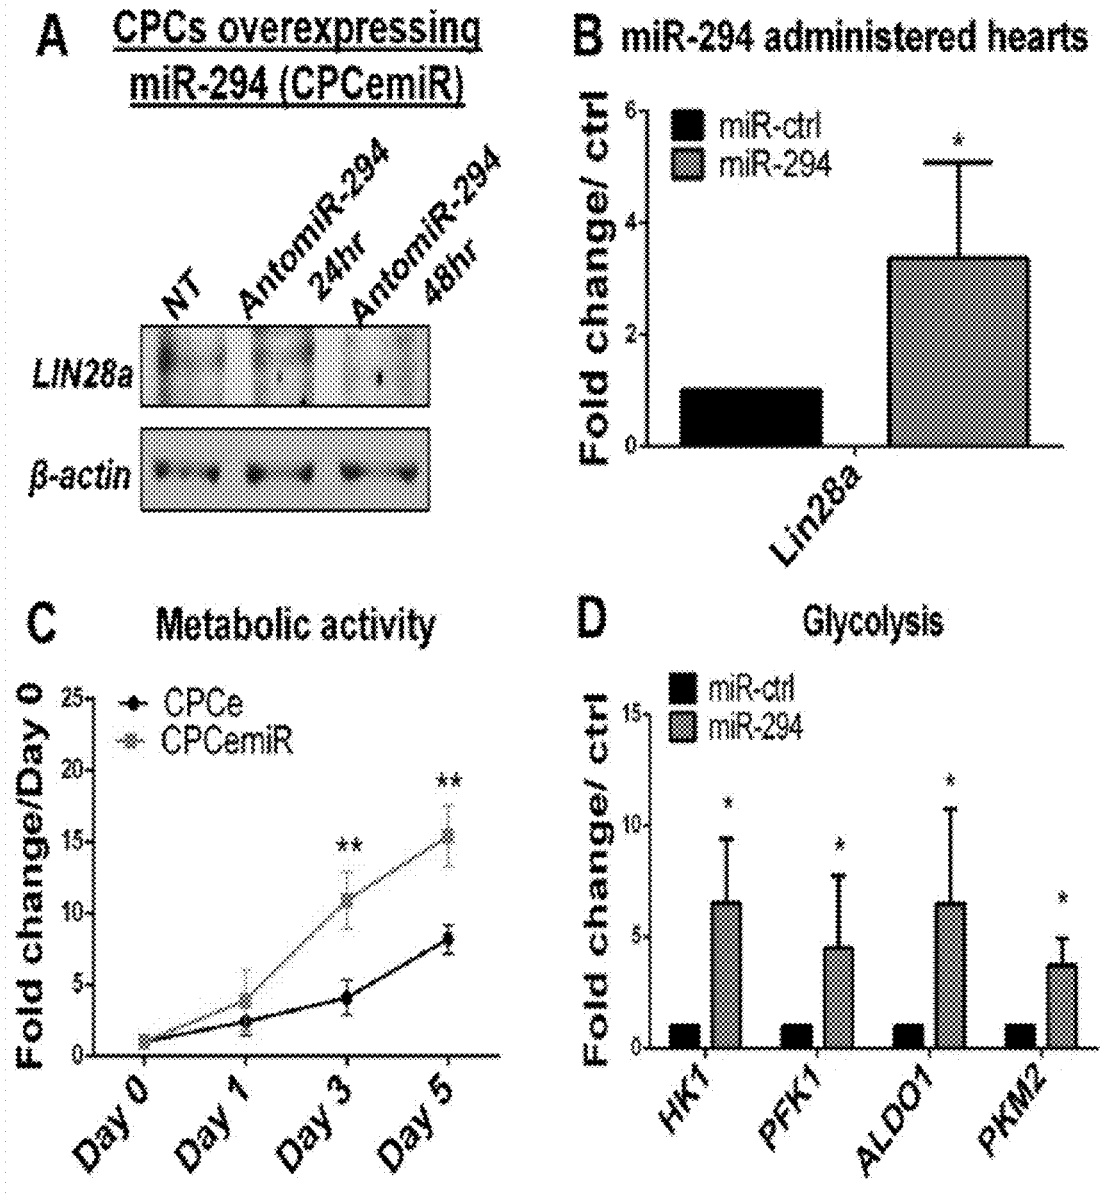 A
CPCs overexpressing
miR-294 (CPCemiR)
NT
AntomiR-294
24hr
AntomiR-294
48hr
LIN28a
β-actin
B
miR-294 administered hearts
Fold change/ ctrl
6
4
2
0
miR-ctrl
miR-294
*
Lin28a
C
Metabolic activity
Fold change/Day 0
25
20
15
10
5
0
CPCe
CPCemiR
**
**
Day 0
Day 1
Day 3
Day 5
D
Glycolysis
Fold change/ ctrl
15
10
5
0
miR-ctrl
miR-294
*
*
*
*
HK1
PFK1
ALDO1
PKM2